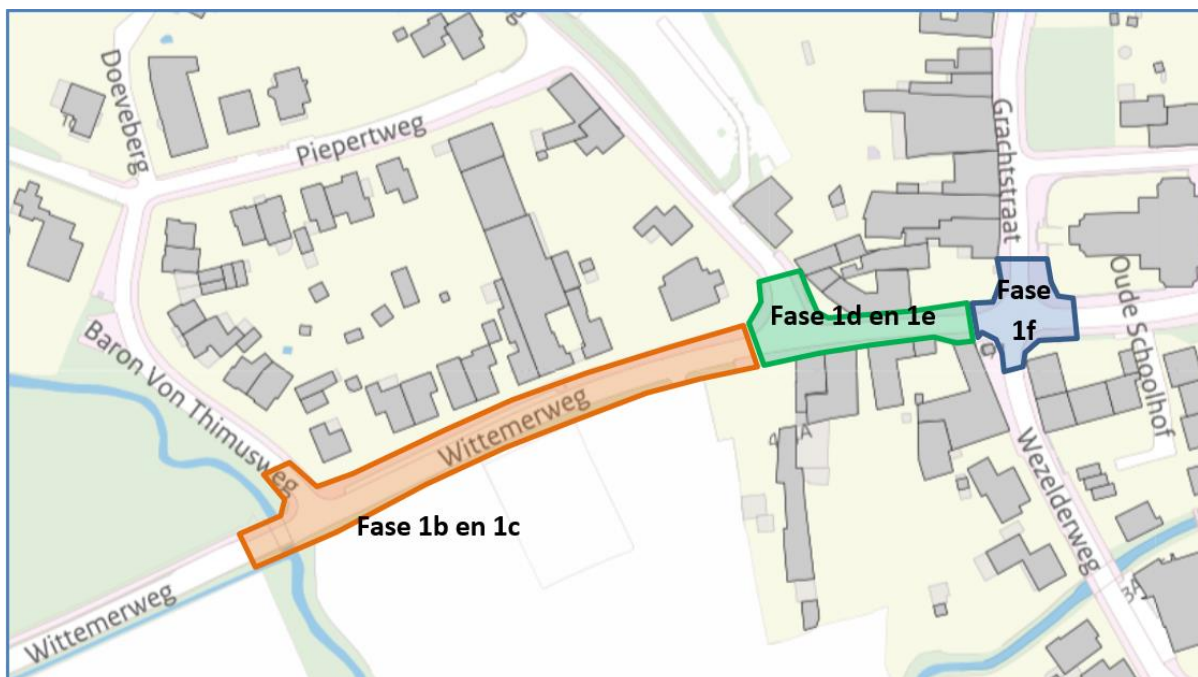 Doeveberg
Piepertweg
Grachtstraat
Fase
1f
Fase 1d en 1e
Oude Schoolhof
Baron Von Thimusweg
Wittemerweg
Fase 1b en 1c
Wezelderweg
Wittemerweg